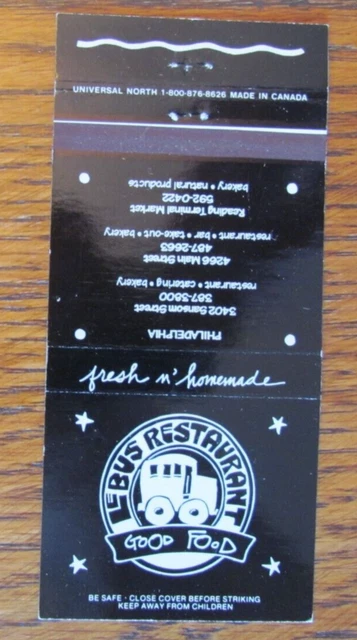 UNIVERSAL NORTH 1-800-876-8626 MADE IN CANADA
PHILADELPHIA
3402 Sansom Street
387-3800
restaurant • catering • bakery
4266 Main Street
487-2663
restaurant • bar • take-out bakery
Reading Terminal Market
592-0422
bakery • natural products
fresh n' homemade
LE BUS RESTAURANT
GOOD FOOD
BE SAFE - CLOSE COVER BEFORE STRIKING
KEEP AWAY FROM CHILDREN